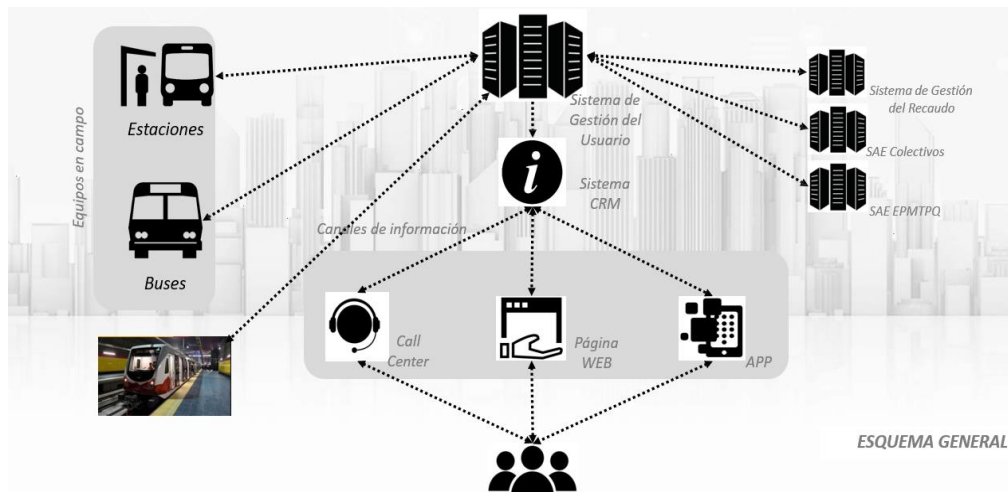 Equipos en campo
Estaciones
Buses
Sistema de
Gestión del
Usuario
Sistema
CRM
Sistema de Gestión
del Recaudo
SAE Colectivos
SAE EPMTPQ
Canales de información
Call
Center
Página
WEB
APP
ESQUEMA GENERAL